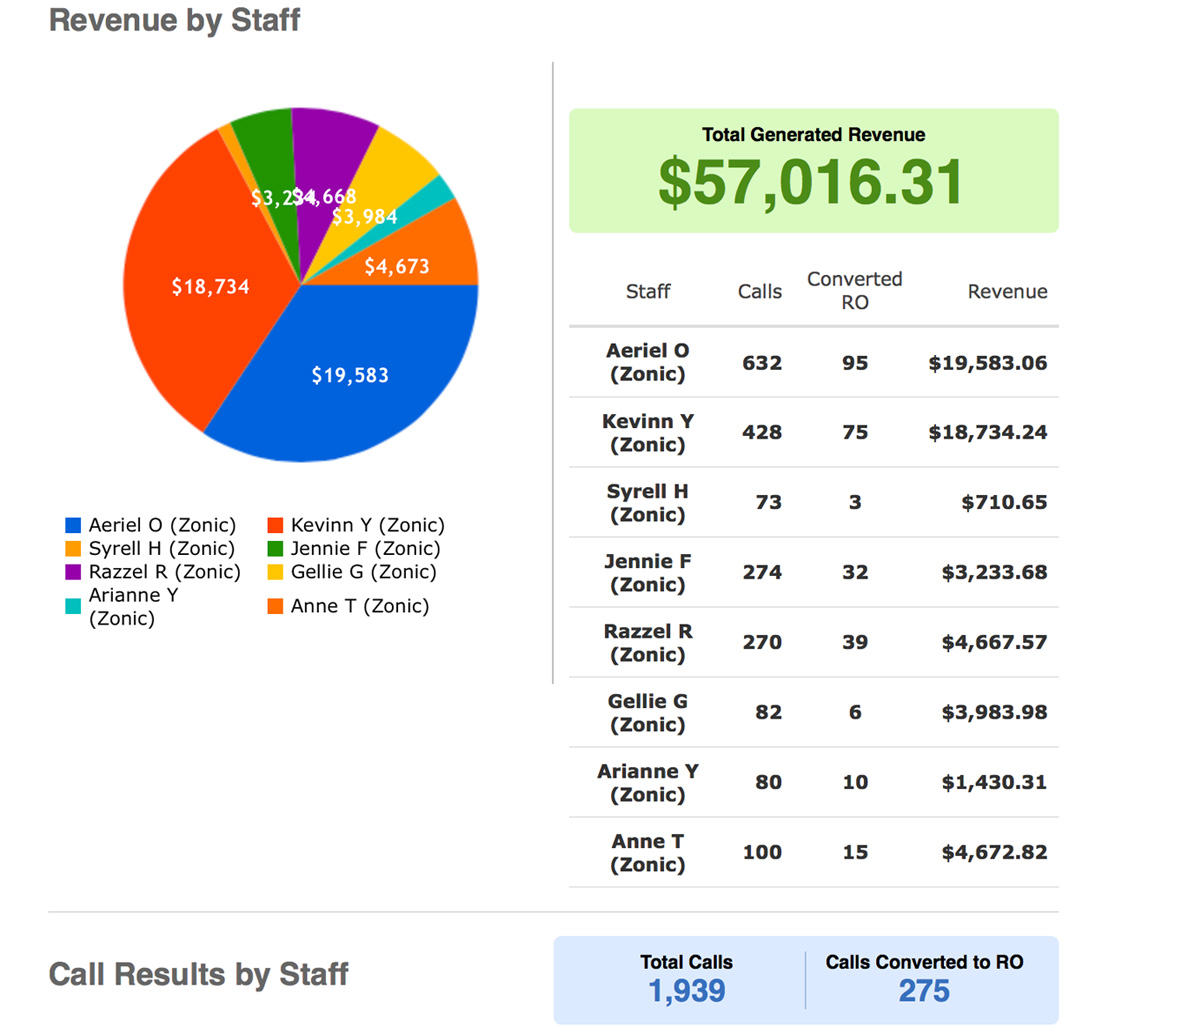 Revenue by Staff
$3,234
$4,668
$3,984
$4,673
$18,734
$19,583
Aeriel O (Zonic)
Kevinn Y (Zonic)
Syrell H (Zonic)
Jennie F (Zonic)
Razzel R (Zonic)
Gellie G (Zonic)
Arianne Y
(Zonic)
Anne T (Zonic)
Total Generated Revenue
$57,016.31
Staff Calls Converted RO Revenue
Aeriel O
(Zonic) 632 95 $19,583.06
Kevinn Y
(Zonic) 428 75 $18,734.24
Syrell H
(Zonic) 73 3 $710.65
Jennie F
(Zonic) 274 32 $3,233.68
Razzel R
(Zonic) 270 39 $4,667.57
Gellie G
(Zonic) 82 6 $3,983.98
Arianne Y
(Zonic) 80 10 $1,430.31
Anne T
(Zonic) 100 15 $4,672.82
Call Results by Staff
Total Calls
1,939
Calls Converted to RO
275